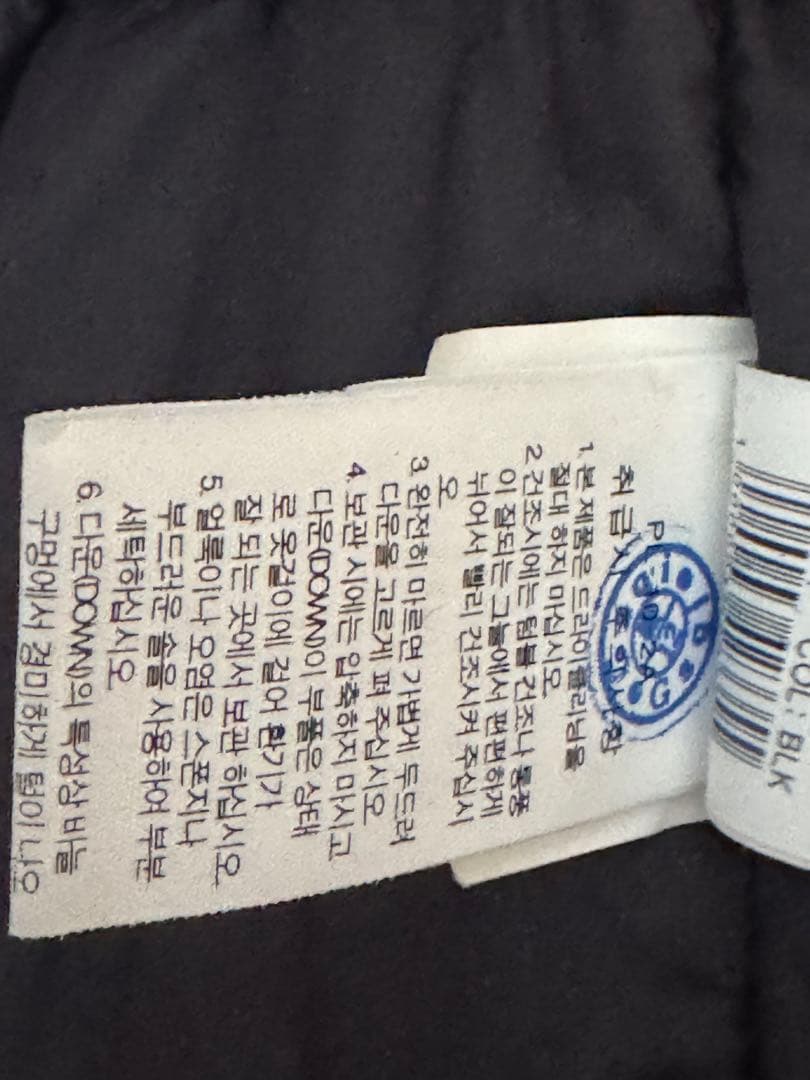 취급시 주의사항
1. 본 제품은 드라이클리닝을
절대 하지 마십시오
2. 건조시에는 텀블 건조나 통풍
이 잘되는 그늘에서 편편하게
뉘어서 빨리 건조시켜 주십시
오
3. 완전히 마르면 가볍게 두드려
다운을 고르게 펴 주십시오
4. 보관 시에는 압축하지 마시고
다운(DOWN)이 부풀은 상태
로 옷걸이에 걸어 환기가
잘 되는 곳에서 보관 하십시오
5. 얼룩이나 오염은 스폰지나
부드러운 솔을 사용하여 부분
세탁하십시오
6. 다운(DOWN)의 특성상 바늘
구멍에서 경미하게 털이 나오
COL: BLK